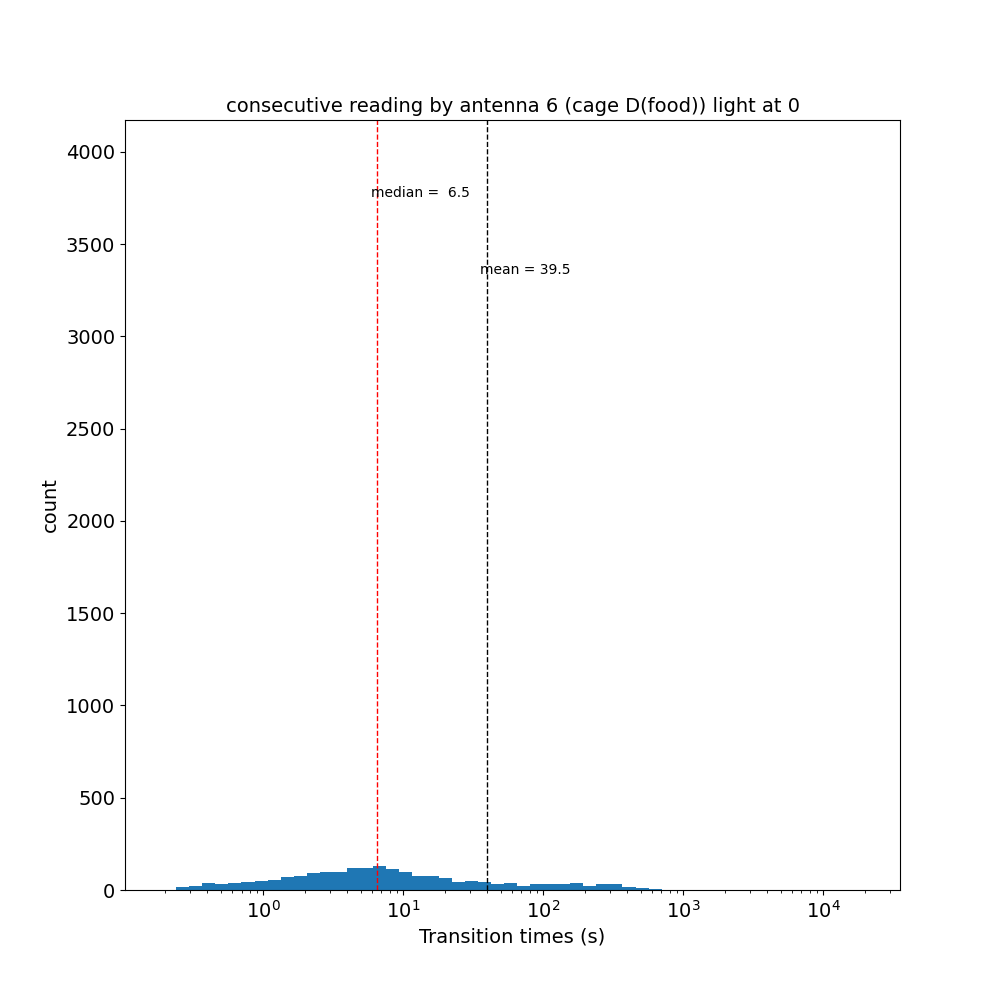 consecutive reading by antenna 6 (cage D(food)) light at 0
4000
median =  6.5
3500
mean = 39.5
3000
2500
2000
1500
1000
500
0
count
10^0 10^1 10^2 10^3 10^4
Transition times (s)